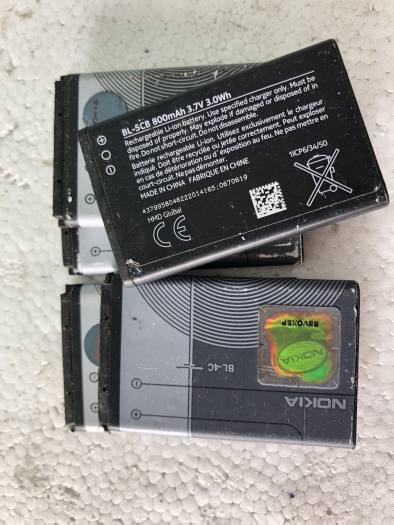 BL-5CB 800mAh 3.7V 3.0Wh
Rechargeable Li-ion battery. Use specified charger only. Must be
disposed of properly. May explode if damaged or disposed of in
fire. Do not short-circuit. Do not disassemble.
Batterie rechargeable Li-ion. Utilisez exclusivement le chargeur
indiqué. Doit être recyclée ou jetée correctement. Peut exploser
en cas de détérioration ou d'exposition au feu. Ne pas
court-circuit. Ne pas démonter.
MADE IN CHINA / FABRIQUE EN CHINE
4379958046222014165;0670619
HMD Global
CE
1ICP6/34/50
88V0XSP
NOKIA
BL-4C
NOKIA